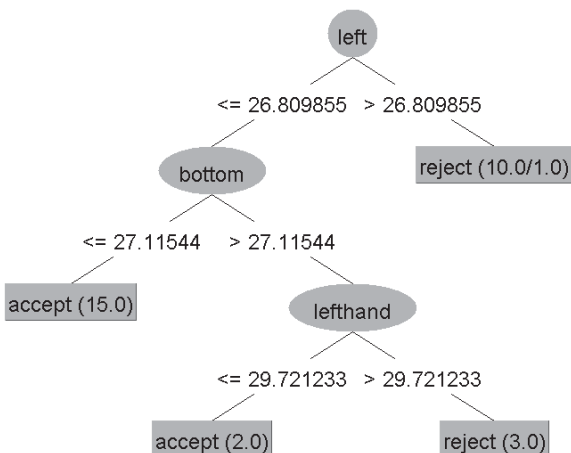 left
<= 26.809855 > 26.809855
bottom
reject (10.0/1.0)
<= 27.11544 > 27.11544
accept (15.0)
lefthand
<= 29.721233 > 29.721233
accept (2.0)
reject (3.0)